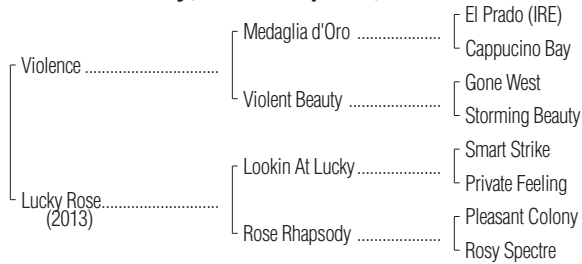 El Prado (IRE)
Medaglia d'Oro ..................
Cappucino Bay
Violence .............................
Gone West
Violent Beauty ....................
Storming Beauty
Smart Strike
Lookin At Lucky ..................
Private Feeling
Lucky Rose.........................
(2013)
Pleasant Colony
Rose Rhapsody ..................
Rosy Spectre